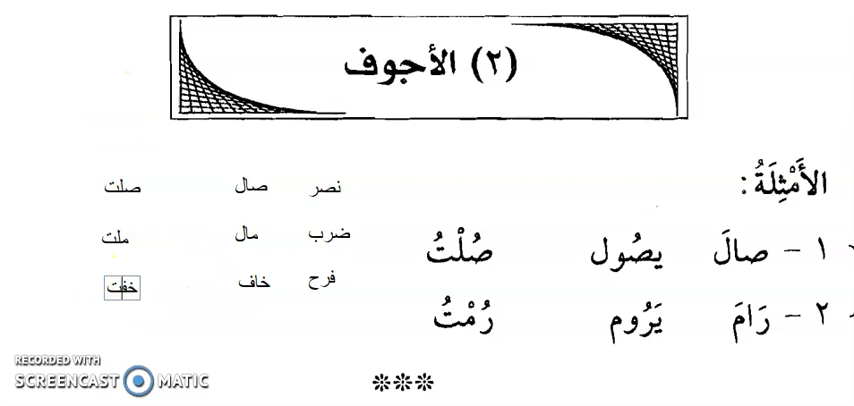 (٢) الأجوف
الأَمْثِلَةُ:
نصر صال صلت
١ - صالَ يصُول صُلْتُ
ضرب مال ملت
فرح خاف خفت
٢ - رَامَ يَرُوم رُمْتُ
***
RECORDED WITH
SCREENCAST MATIC